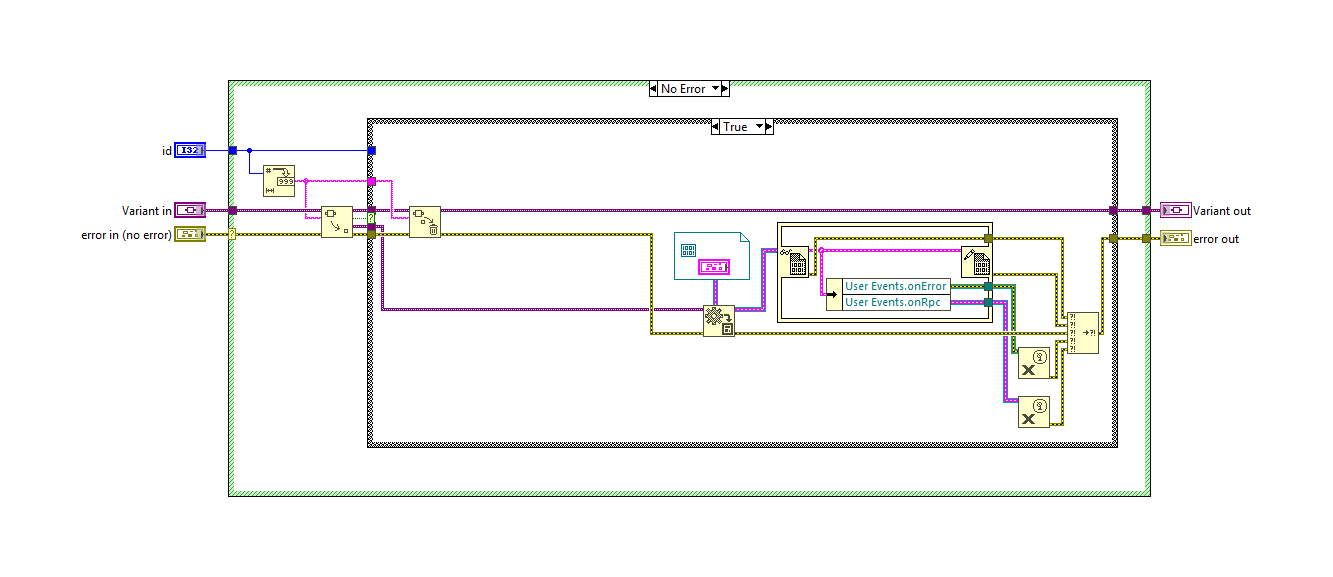 No Error
True
id
I32
999
Variant in
Variant out
error in (no error)
error out
User Events.onError
User Events.onRpc